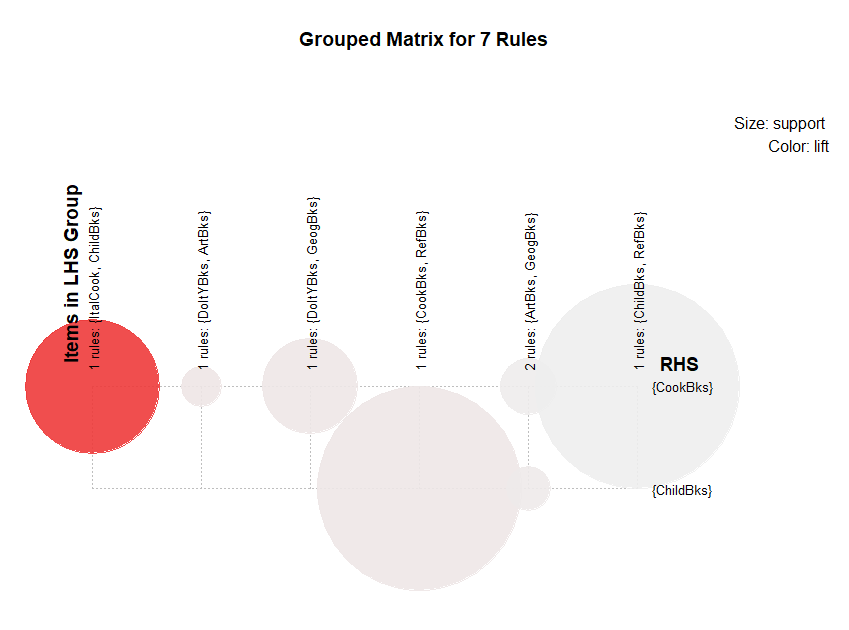 Grouped Matrix for 7 Rules
Size: support
Color: lift
Items in LHS Group
1 rules: {ItalCook, ChildBks}
1 rules: {DoItYBks, ArtBks}
1 rules: {DoItYBks, GeogBks}
1 rules: {CookBks, RefBks}
2 rules: {ArtBks, GeogBks}
1 rules: {ChildBks, RefBks}
RHS
{CookBks}
{ChildBks}